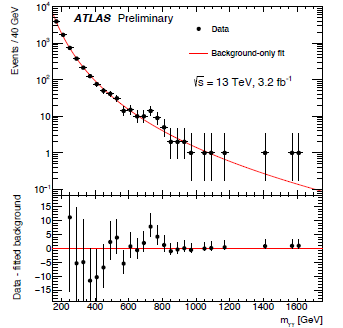 ATLAS Preliminary
Data
Background-only fit
√s = 13 TeV, 3.2 fb⁻¹
Events / 40 GeV
10⁴
10³
10²
10
1
10⁻¹
Data - fitted background
15
10
5
0
−5
−10
−15
200 400 600 800 1000 1200 1400 1600
mγγ [GeV]